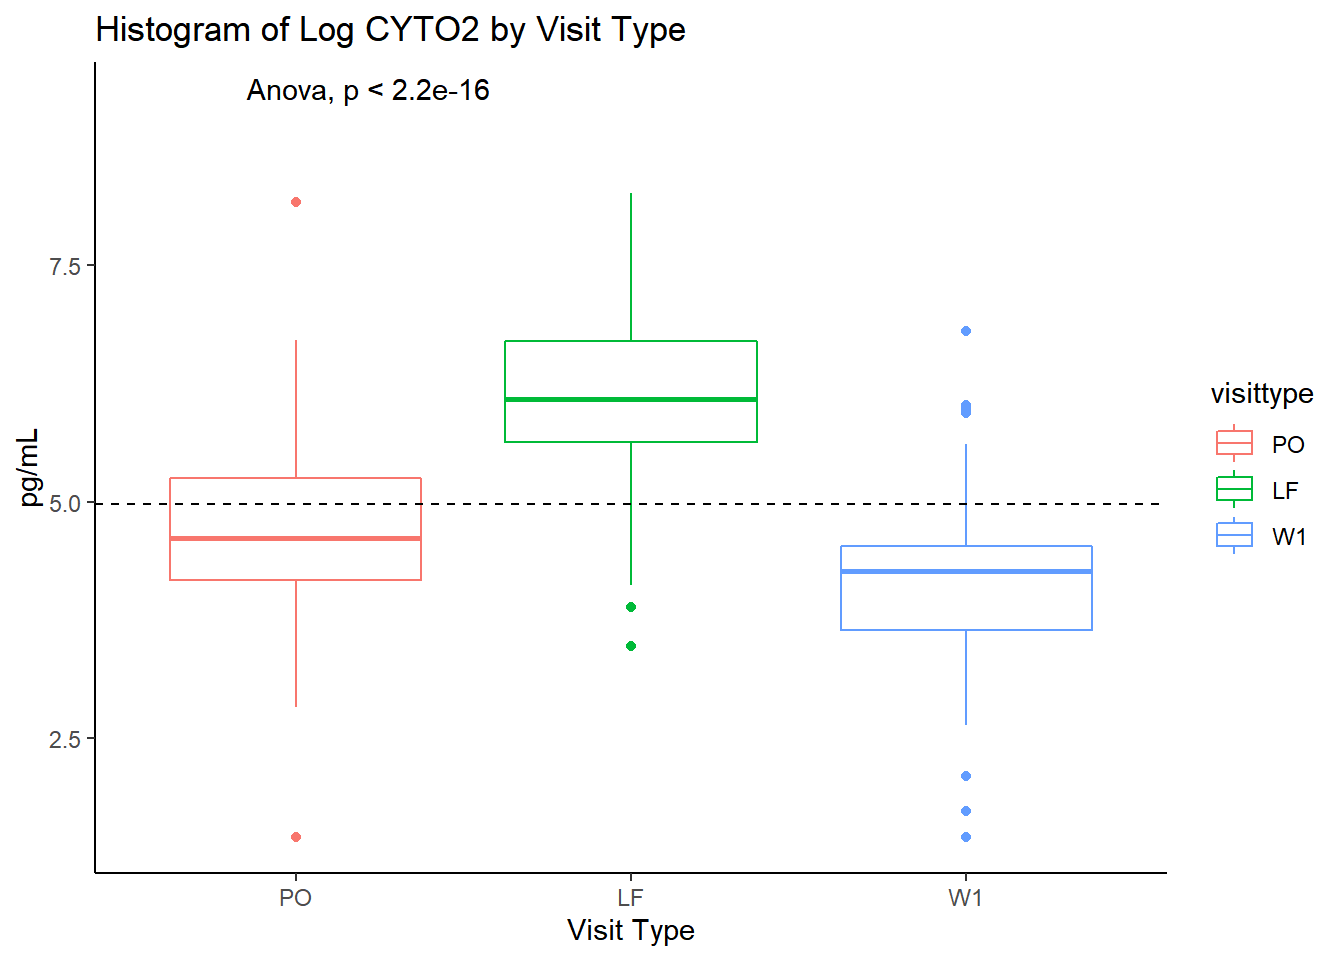 Histogram of Log CYTO2 by Visit Type
Anova, p < 2.2e-16
7.5
5.0
2.5
pg/mL
PO
LF
W1
Visit Type
visittype
PO
LF
W1